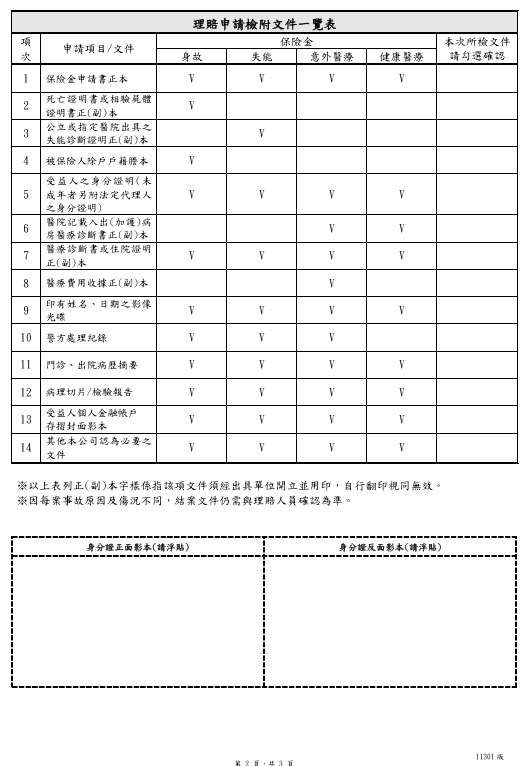 理賠申請檢附文件一覽表
項次 申請項目/文件 保險金 本次所檢文件請勾選確認
身故 失能 意外醫療 健康醫療
1 保險金申請書正本 V V V V
2 死亡證明書或相驗屍體
證明書正(副)本 V
3 公立或指定醫院出具之
失能診斷證明正(副)本 V
4 被保險人除戶戶籍謄本 V
5 受益人之身分證明(未
成年者另附法定代理人
之身分證明) V V V V
6 醫院記載入出(加護)病
房醫療診斷書正(副)本 V V
7 醫療診斷書或住院證明
正(副)本 V V V V
8 醫療費用收據正(副)本 V
9 印有姓名、日期之影像
光碟 V V V V
10 警方處理紀錄 V V V
11 門診、出院病歷摘要 V V V V
12 病理切片/檢驗報告 V V V V
13 受益人個人金融帳戶
存摺封面影本 V V V V
14 其他本公司認為必要之
文件 V V V V
※以上表列正(副)本字樣係指該項文件須經出具單位開立並用印，自行翻印視同無效。
※因每案事故原因及傷況不同，結案文件仍需與理賠人員確認為準。
身分證正面影本(請浮貼) 身分證反面影本(請浮貼)
11301 版
第 2 頁，共 3 頁